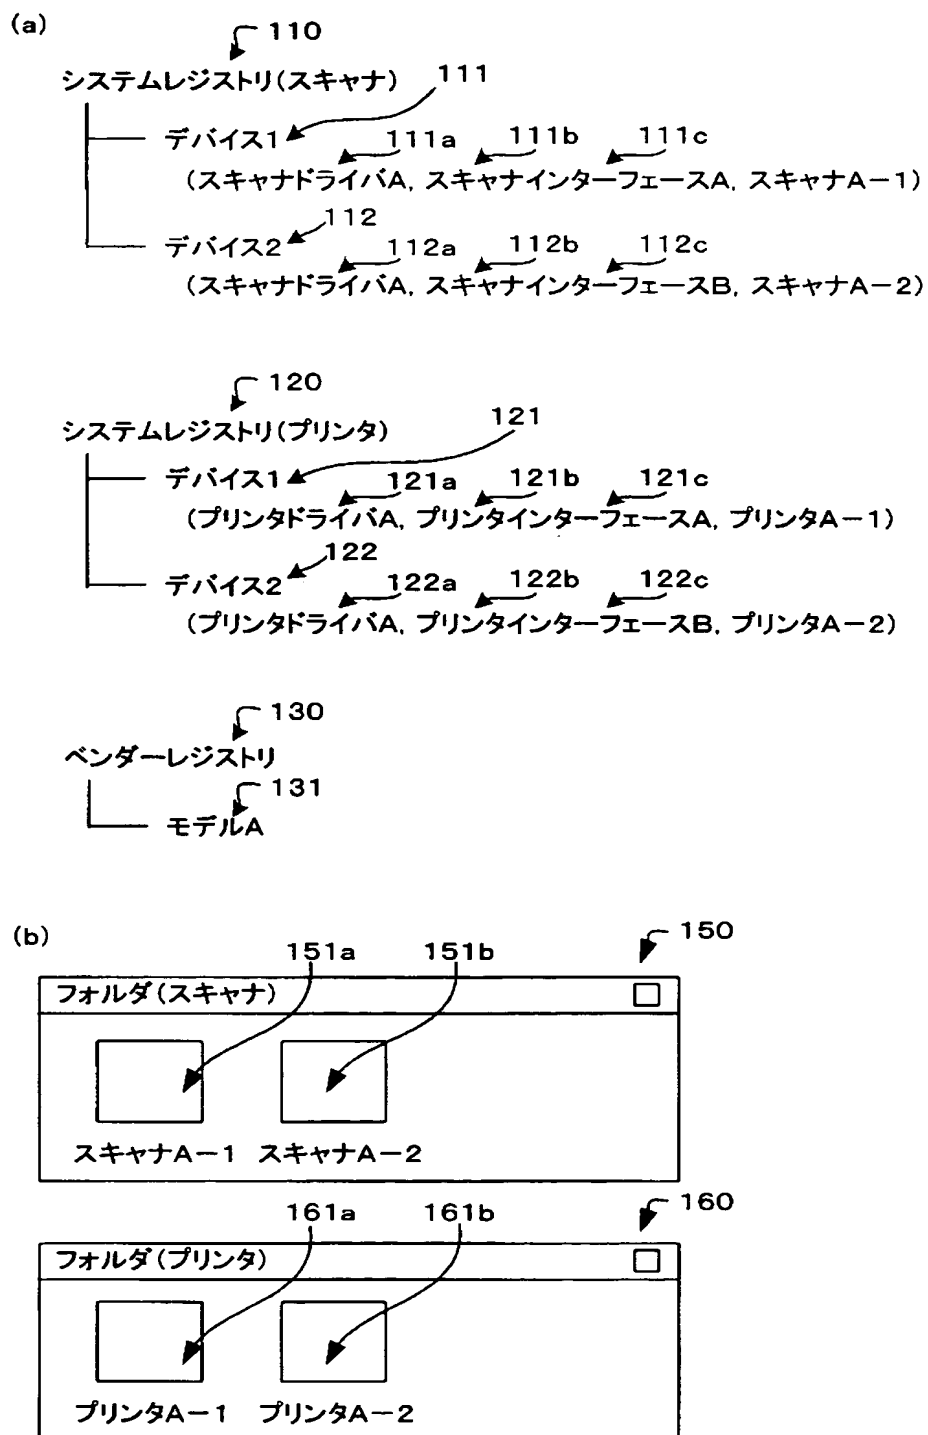 (a)
110
システムレジストリ(スキャナ)
111
デバイス1
111a 111b 111c
(スキャナドライバA, スキャナインターフェースA, スキャナA－1)
112
デバイス2
112a 112b 112c
(スキャナドライバA, スキャナインターフェースB, スキャナA－2)
120
システムレジストリ(プリンタ)
121
デバイス1
121a 121b 121c
(プリンタドライバA, プリンタインターフェースA, プリンタA－1)
122
デバイス2
122a 122b 122c
(プリンタドライバA, プリンタインターフェースB, プリンタA－2)
130
ベンダーレジストリ
131
モデルA
(b)
151a 151b 150
フォルダ(スキャナ)
スキャナA－1 スキャナA－2
161a 161b 160
フォルダ(プリンタ)
プリンタA－1 プリンタA－2